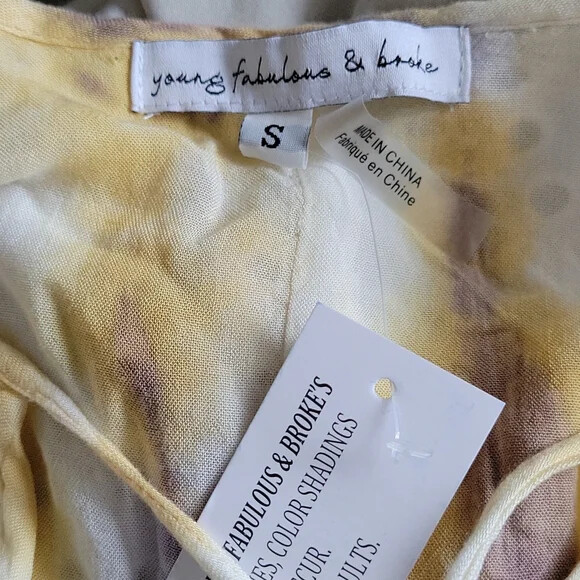 young fabulous & broke
S
MADE IN CHINA
Fabriqué en Chine
FABULOUS & BROKE'S
ES, COLOR SHADINGS
CUR.
ULTS.